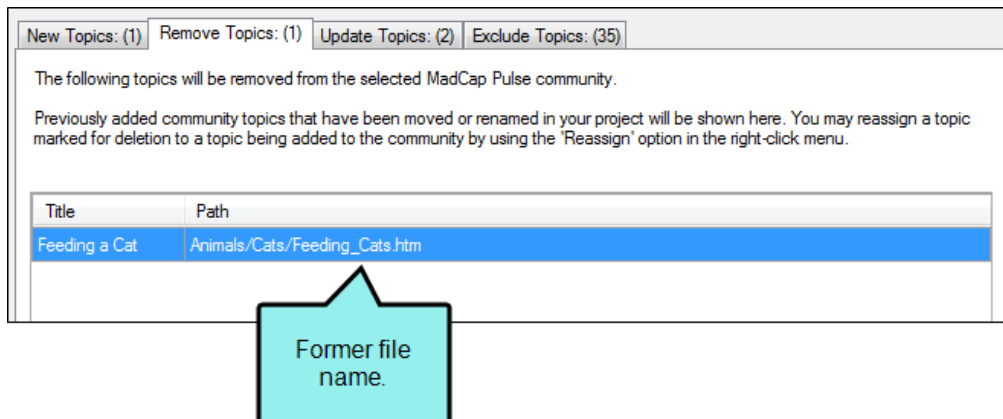 New Topics: (1) Remove Topics: (1) Update Topics: (2) Exclude Topics: (35)
The following topics will be removed from the selected MadCap Pulse community.
Previously added community topics that have been moved or renamed in your project will be shown here. You may reassign a topic
marked for deletion to a topic being added to the community by using the 'Reassign' option in the right-click menu.
Title Path
Feeding a Cat Animals/Cats/Feeding_Cats.htm
Former file
name.